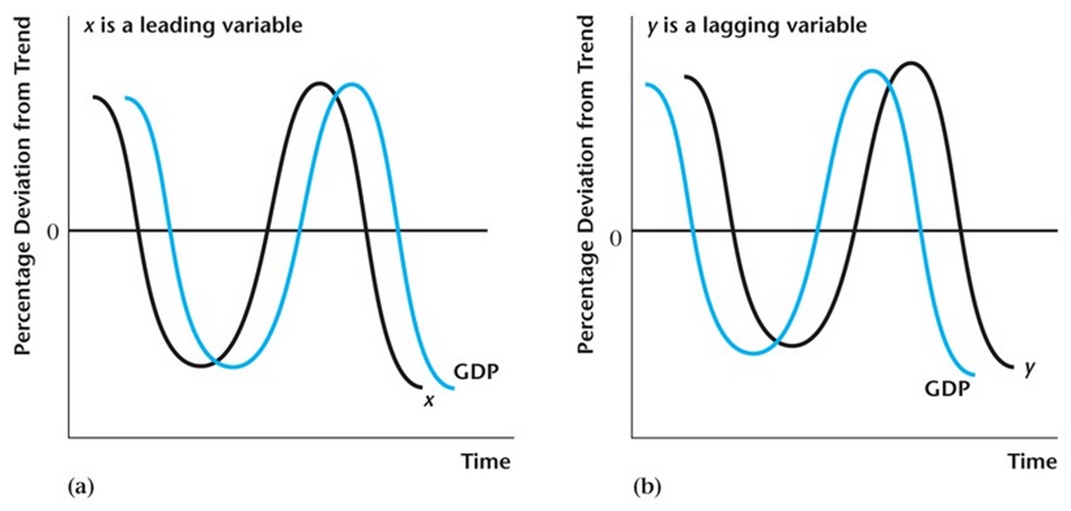 x is a leading variable
Percentage Deviation from Trend
0
GDP
x
Time
(a)
y is a lagging variable
Percentage Deviation from Trend
0
y
GDP
Time
(b)